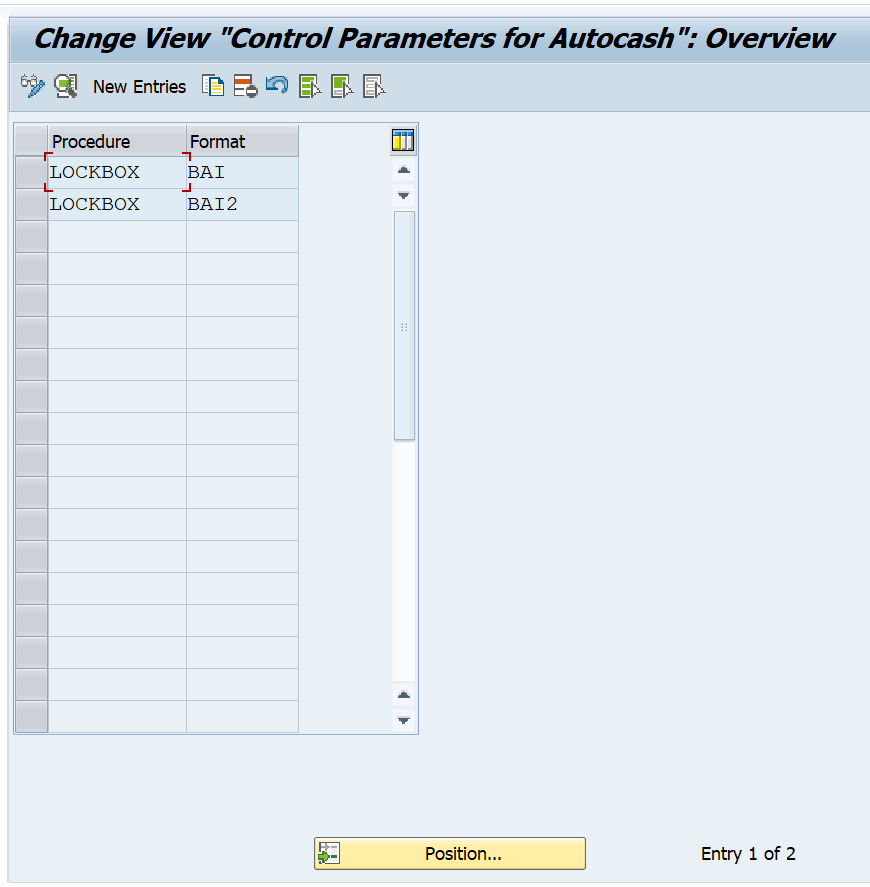 Change View "Control Parameters for Autocash": Overview
New Entries
Procedure Format
LOCKBOX BAI
LOCKBOX BAI2
Position...
Entry 1 of 2